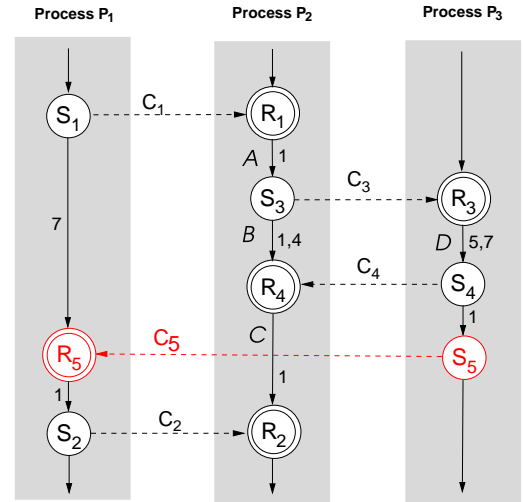 Process P₁ Process P₂ Process P₃
S₁ C₁ R₁
A 1
C₃
S₃ R₃
7 B 1,4 D 5,7
C₄
R₄ S₄
C 1
C₅
R₅ S₅
1 1
S₂ C₂ R₂